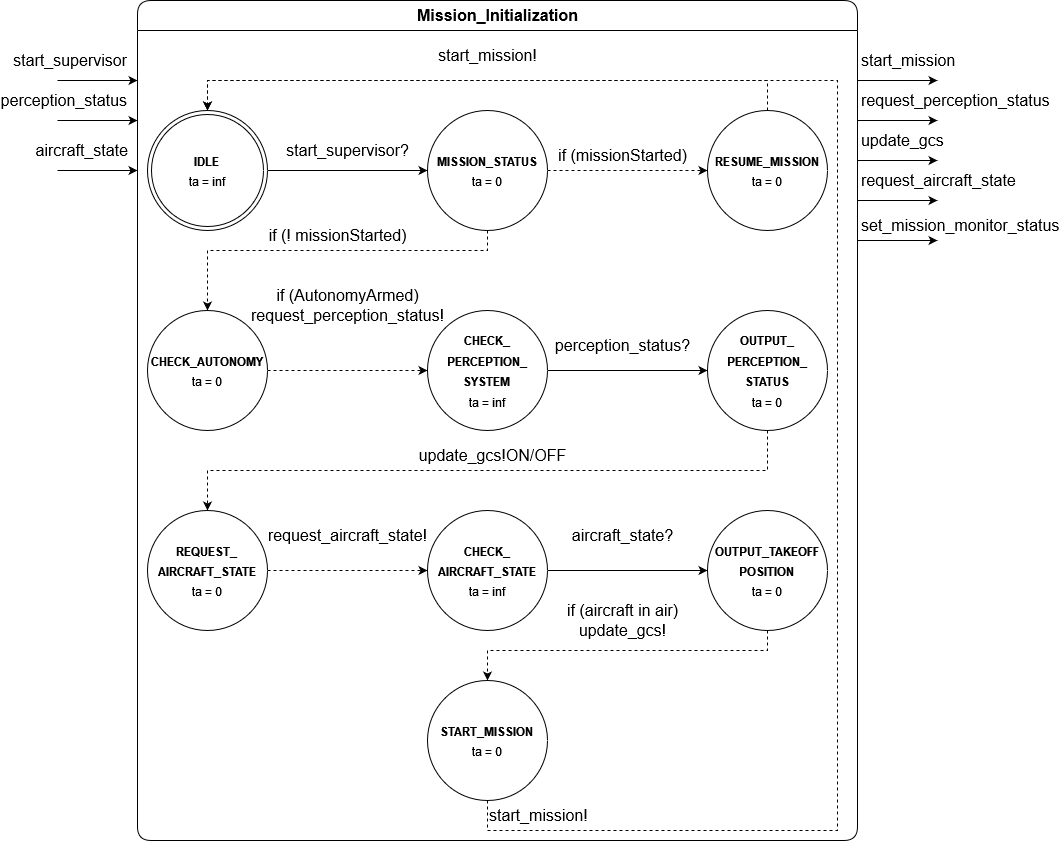 Mission_Initialization
start_mission!
start_supervisor
perception_status
aircraft_state
start_mission
request_perception_status
update_gcs
request_aircraft_state
set_mission_monitor_status
IDLE
ta = inf
start_supervisor?
MISSION_STATUS
ta = 0
if (missionStarted)
RESUME_MISSION
ta = 0
if (! missionStarted)
CHECK_AUTONOMY
ta = 0
if (AutonomyArmed)
request_perception_status!
CHECK_
PERCEPTION_
SYSTEM
ta = inf
perception_status?
OUTPUT_
PERCEPTION_
STATUS
ta = 0
update_gcs!ON/OFF
REQUEST_
AIRCRAFT_STATE
ta = 0
request_aircraft_state!
CHECK_
AIRCRAFT_STATE
ta = inf
aircraft_state?
OUTPUT_TAKEOFF
POSITION
ta = 0
if (aircraft in air)
update_gcs!
START_MISSION
ta = 0
start_mission!